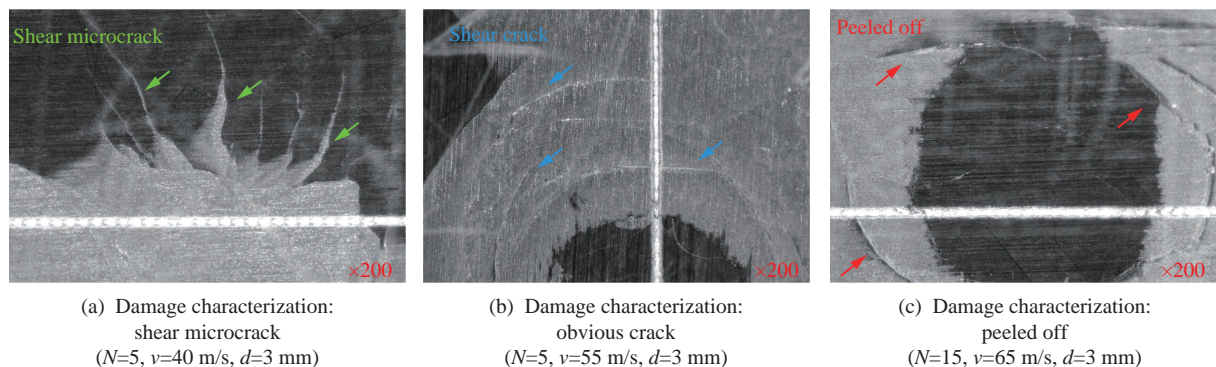 Shear microcrack
×200
Shear crack
×200
Peeled off
×200
(a) Damage characterization:
shear microcrack
(N=5, v=40 m/s, d=3 mm)
(b) Damage characterization:
obvious crack
(N=5, v=55 m/s, d=3 mm)
(c) Damage characterization:
peeled off
(N=15, v=65 m/s, d=3 mm)